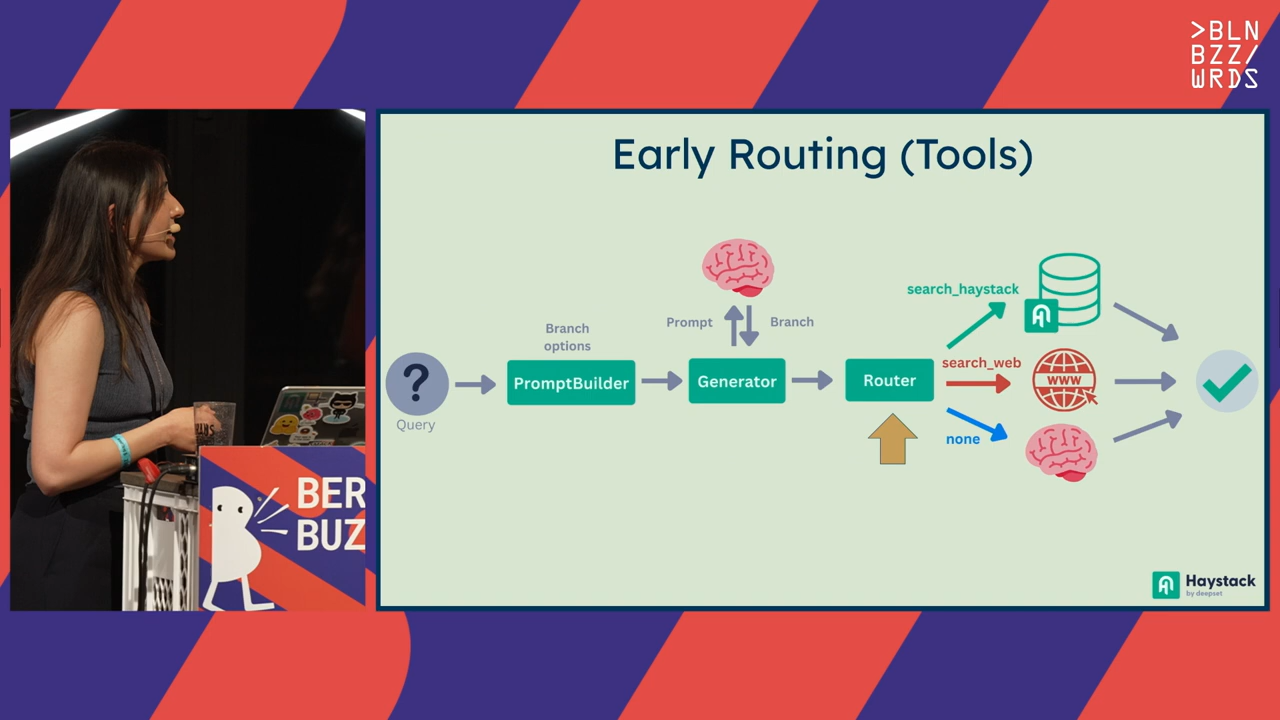 >BLN
BZZ/
WRDS
Early Routing (Tools)
search_haystack
Prompt
Branch
Branch
options
search_web
?
PromptBuilder
Generator
Router
WWW
Query
none
BER
BUZ
Haystack
by deepset